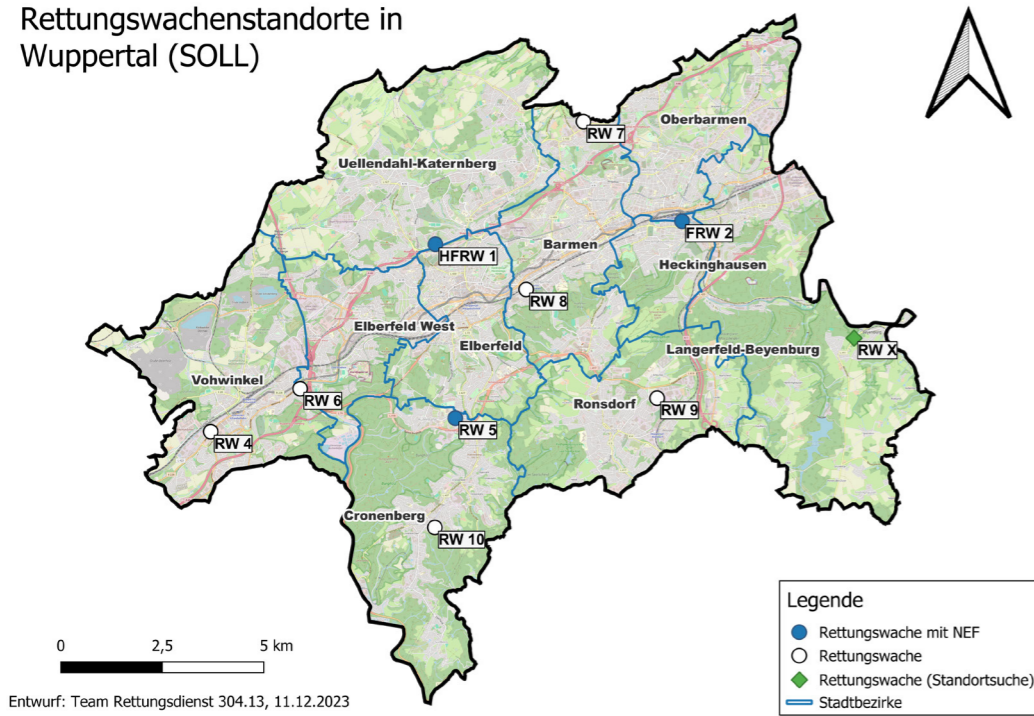 Rettungswachenstandorte in
Wuppertal (SOLL)
Oberbarmen
RW 7
Uellendahl-Katernberg
FRW 2
Barmen
HFRW 1
Heckinghausen
RW 8
Elberfeld West
Elberfeld
Langerfeld-Beyenburg
RW X
Vohwinkel
RW 6
Ronsdorf
RW 9
RW 5
RW 4
Cronenberg
RW 10
Legende
Rettungswache mit NEF
Rettungswache
Rettungswache (Standortsuche)
Stadtbezirke
0 2,5 5 km
Entwurf: Team Rettungsdienst 304.13, 11.12.2023